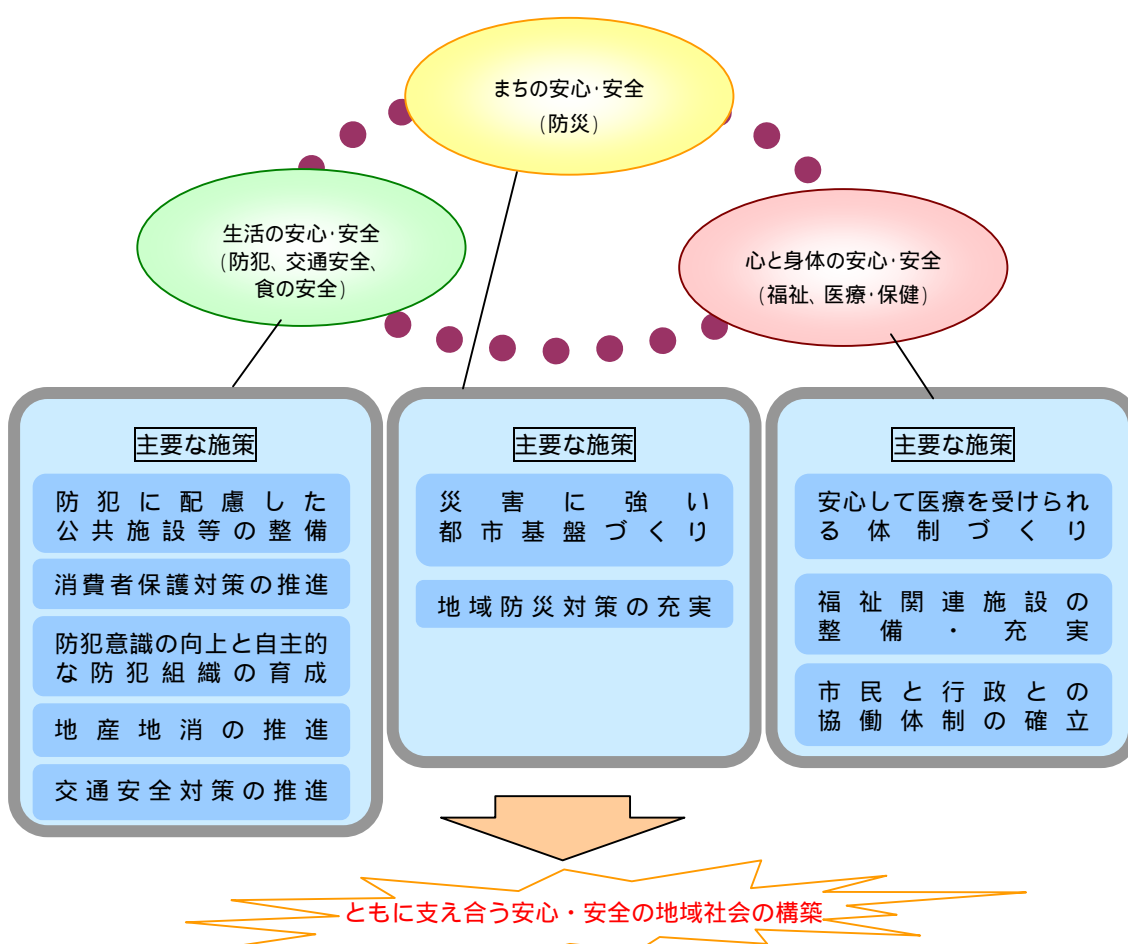 まちの安心・安全
(防災)
生活の安心・安全
(防犯、交通安全、
食の安全)
心と身体の安心・安全
(福祉、医療・保健)
主要な施策
防犯に配慮した
公共施設等の整備
消費者保護対策の推進
防犯意識の向上と自主的
な防犯組織の育成
地産地消の推進
交通安全対策の推進
主要な施策
災害に強い
都市基盤づくり
地域防災対策の充実
主要な施策
安心して医療を受けられ
る体制づくり
福祉関連施設の
整備・充実
市民と行政との
協働体制の確立
ともに支え合う安心・安全の地域社会の構築